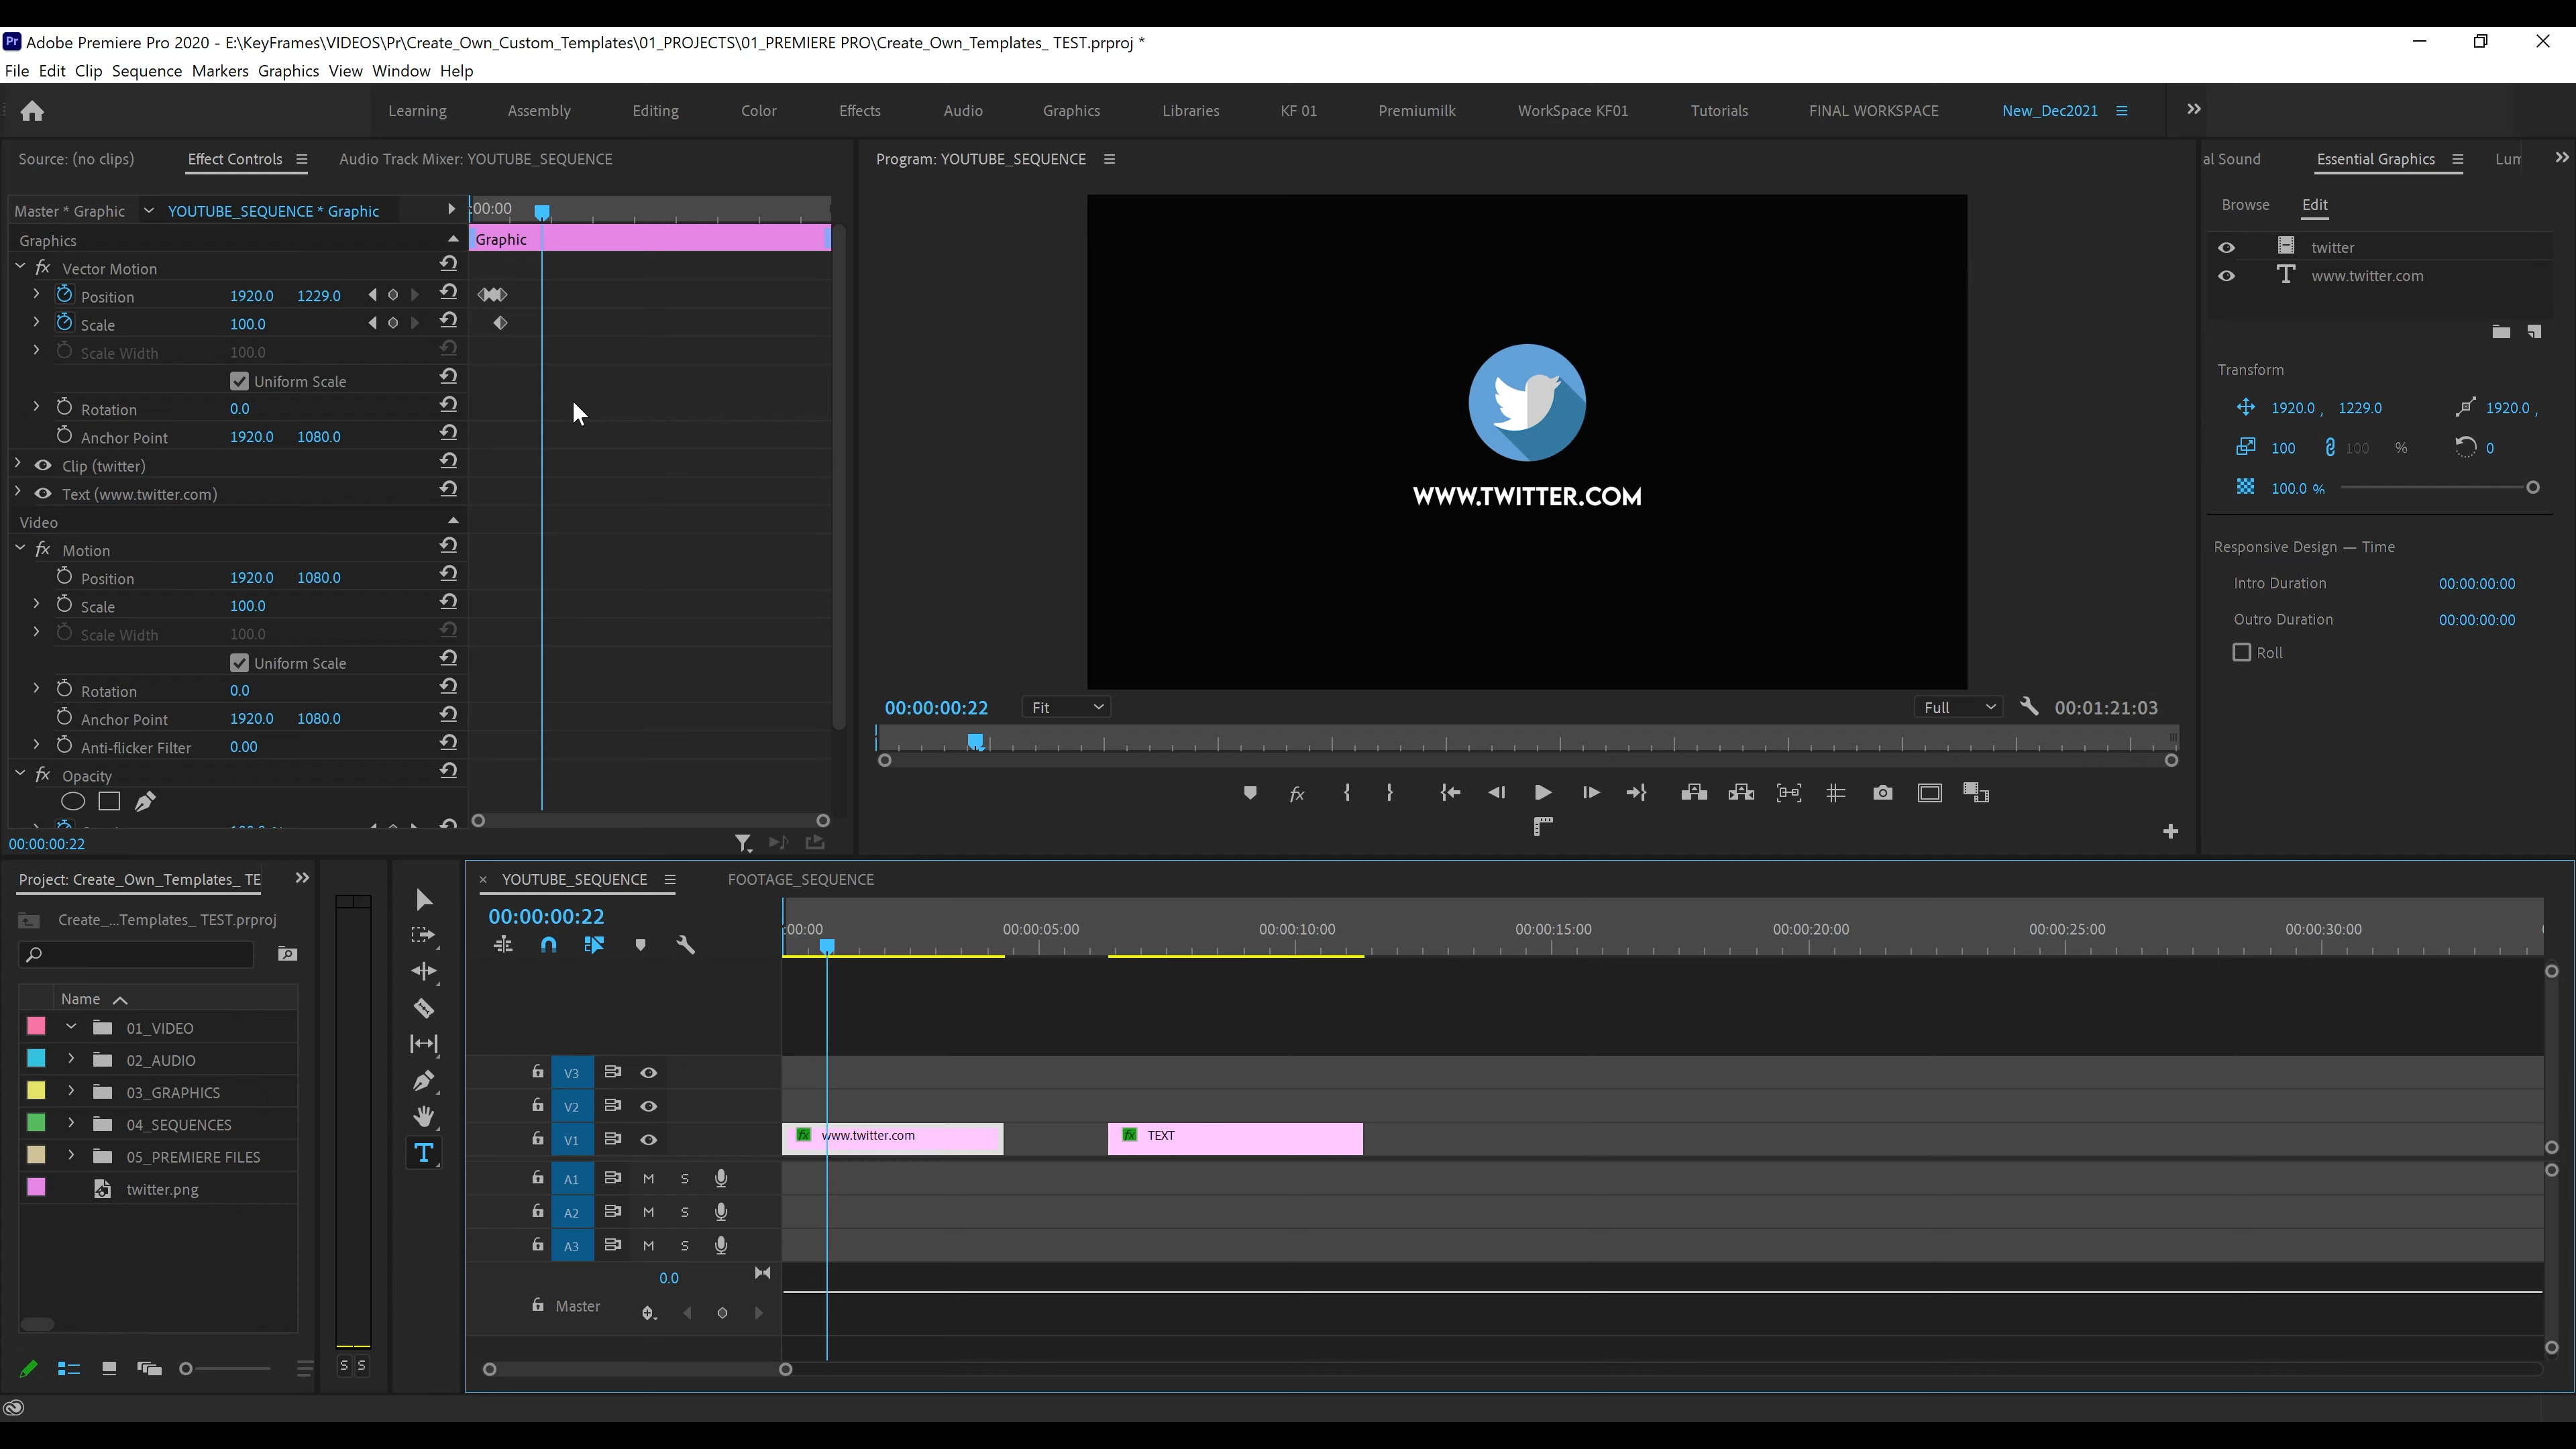 Pr Adobe Premiere Pro 2020 - E:\KeyFrames\VIDEOS\Pr\Create_Own_Custom_Templates\01_PROJECTS\01_PREMIERE PRO\Create_Own_Templates_ TEST.prproj *
File Edit Clip Sequence Markers Graphics View Window Help
Learning Assembly Editing Color Effects Audio Graphics Libraries KF 01 Premiumilk WorkSpace KF01 Tutorials FINAL WORKSPACE New_Dec2021
Source: (no clips) Effect Controls Audio Track Mixer: YOUTUBE_SEQUENCE
Master * Graphic YOUTUBE_SEQUENCE * Graphic :00:00
Graphics Graphic
fx Vector Motion
Position 1920.0 1229.0
Scale 100.0
Scale Width 100.0
Uniform Scale
Rotation 0.0
Anchor Point 1920.0 1080.0
Clip (twitter)
Text (www.twitter.com)
Video
fx Motion
Position 1920.0 1080.0
Scale 100.0
Scale Width 100.0
Uniform Scale
Rotation 0.0
Anchor Point 1920.0 1080.0
Anti-flicker Filter 0.00
fx Opacity
00:00:00:22
Program: YOUTUBE_SEQUENCE
WWW.TWITTER.COM
00:00:00:22 Fit Full 00:01:21:03
fx
al Sound Essential Graphics Lum
Browse Edit
twitter
T www.twitter.com
Transform
1920.0 , 1229.0 1920.0 ,
100 100 % 0
100.0 %
Responsive Design — Time
Intro Duration 00:00:00:00
Outro Duration 00:00:00:00
Roll
Project: Create_Own_Templates_ TE
Create_...Templates_ TEST.prproj
Name
01_VIDEO
02_AUDIO
03_GRAPHICS
04_SEQUENCES
05_PREMIERE FILES
twitter.png
S S
T
× YOUTUBE_SEQUENCE FOOTAGE_SEQUENCE
00:00:00:22
:00:00 00:00:05:00 00:00:10:00 00:00:15:00 00:00:20:00 00:00:25:00 00:00:30:00
V3
V2
V1 fx www.twitter.com fx TEXT
A1 M S
A2 M S
A3 M S
0.0
Master